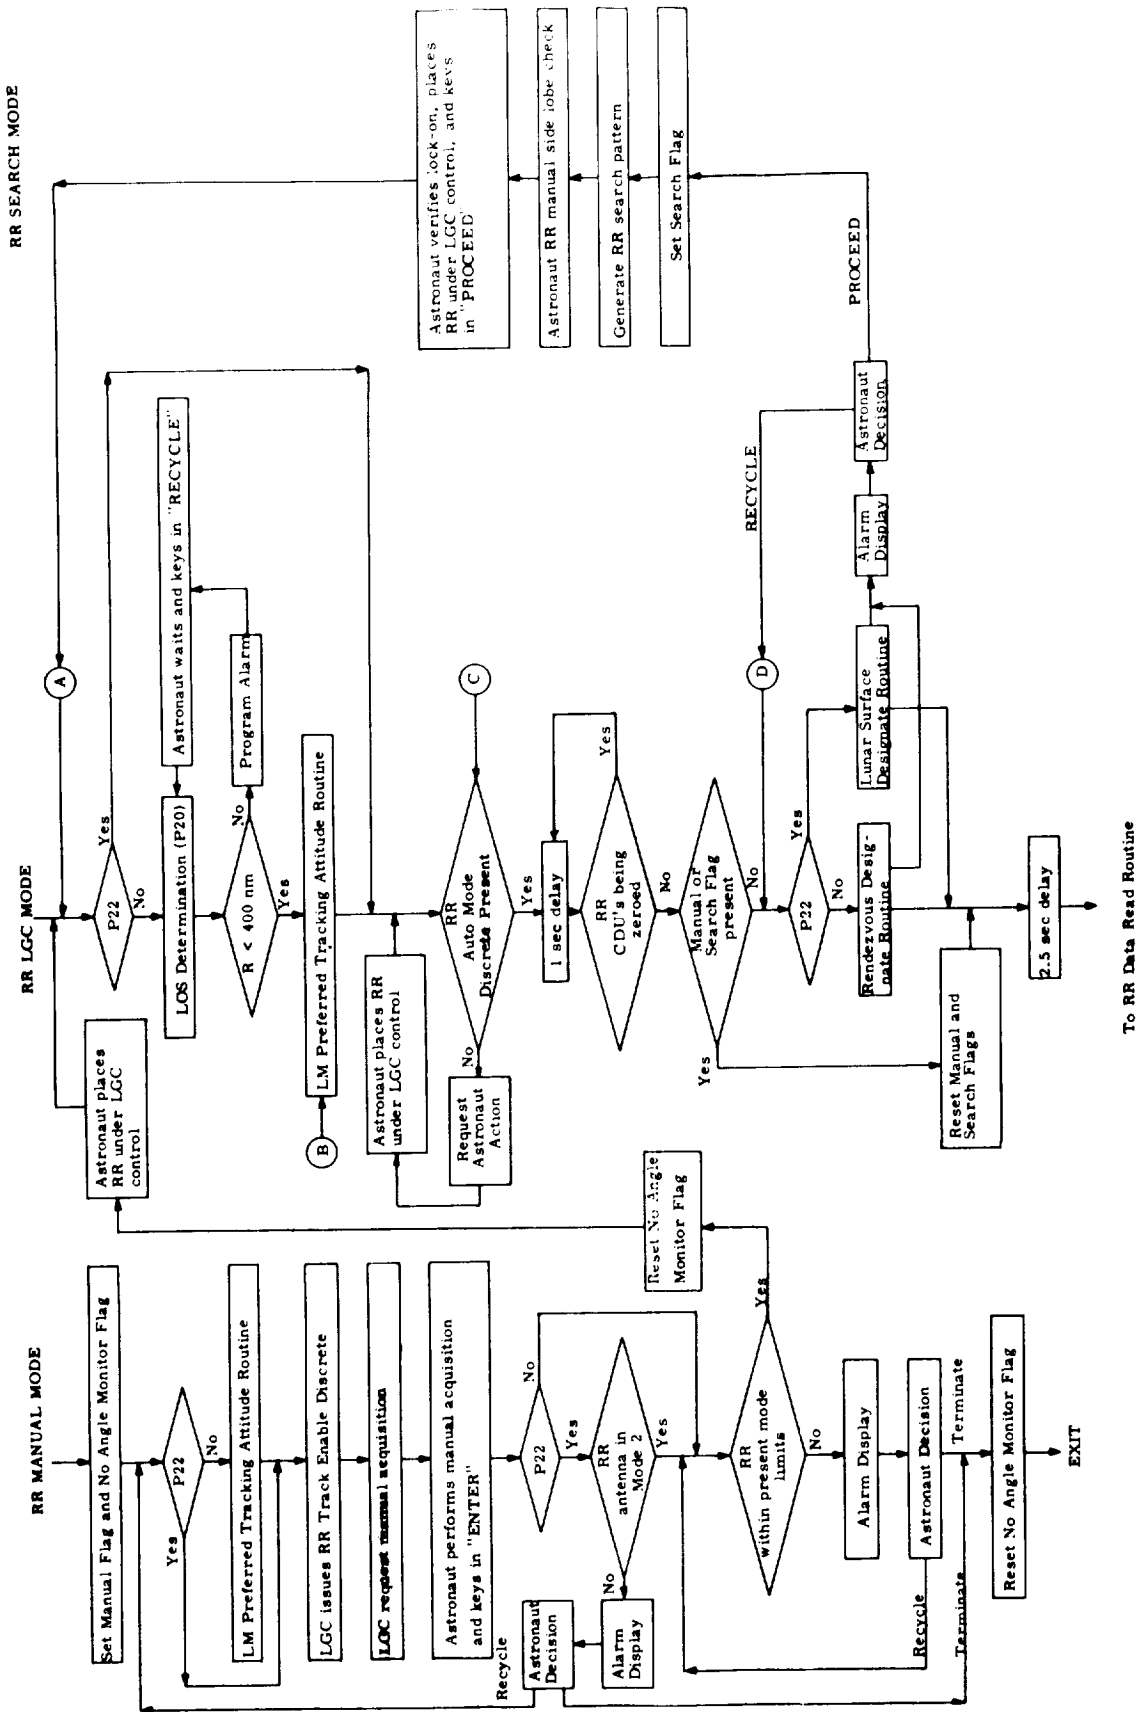 RR MANUAL MODE
Set Manual Flag and No Angle Monitor Flag
P22
Yes
No
LM Preferred Tracking Attitude Routine
LGC issues RR Track Enable Discrete
LGC request manual acquisition
Astronaut performs manual acquisition
and keys in "ENTER"
P22
No
Yes
RR
antenna in
Mode 2
No
Yes
Alarm
Display
Astronaut
Decision
Recycle
RR
within present mode
limits
Yes
No
Alarm Display
Astronaut Decision
Recycle
Terminate
Terminate
Reset No Angle Monitor Flag
EXIT
Reset No Angle
Monitor Flag
RR LGC MODE
Astronaut places
RR under LGC
control
A
P22
Yes
No
LOS Determination (P20)
Astronaut waits and keys in "RECYCLE"
R < 400 nm
No
Yes
Program Alarm
B
LM Preferred Tracking Attitude Routine
Astronaut places RR
under LGC control
RR
Auto Mode
Discrete Present
C
No
Yes
Request
Astronaut
Action
1 sec delay
RR
CDU's being
zeroed
Yes
No
Manual or
Search Flag
present
Yes
No
D
RECYCLE
P22
Yes
No
Rendezvous Desig-
nate Routine
Lunar Surface
Designate Routine
Alarm
Display
Astronaut
Decision
PROCEED
Reset Manual and
Search Flags
2.5 sec delay
To RR Data Read Routine
RR SEARCH MODE
Astronaut verifies lock-on, places
RR under LGC control, and keys
in "PROCEED"
Astronaut RR manual side lobe check
Generate RR search pattern
Set Search Flag